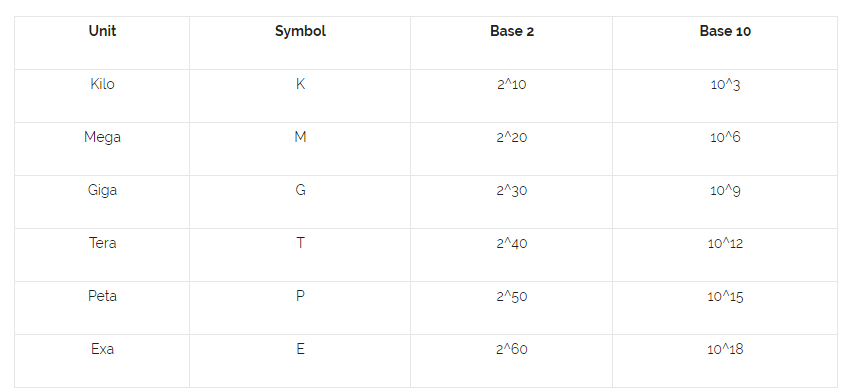 Unit Symbol Base 2 Base 10
Kilo K 2^10 10^3
Mega M 2^20 10^6
Giga G 2^30 10^9
Tera T 2^40 10^12
Peta P 2^50 10^15
Exa E 2^60 10^18